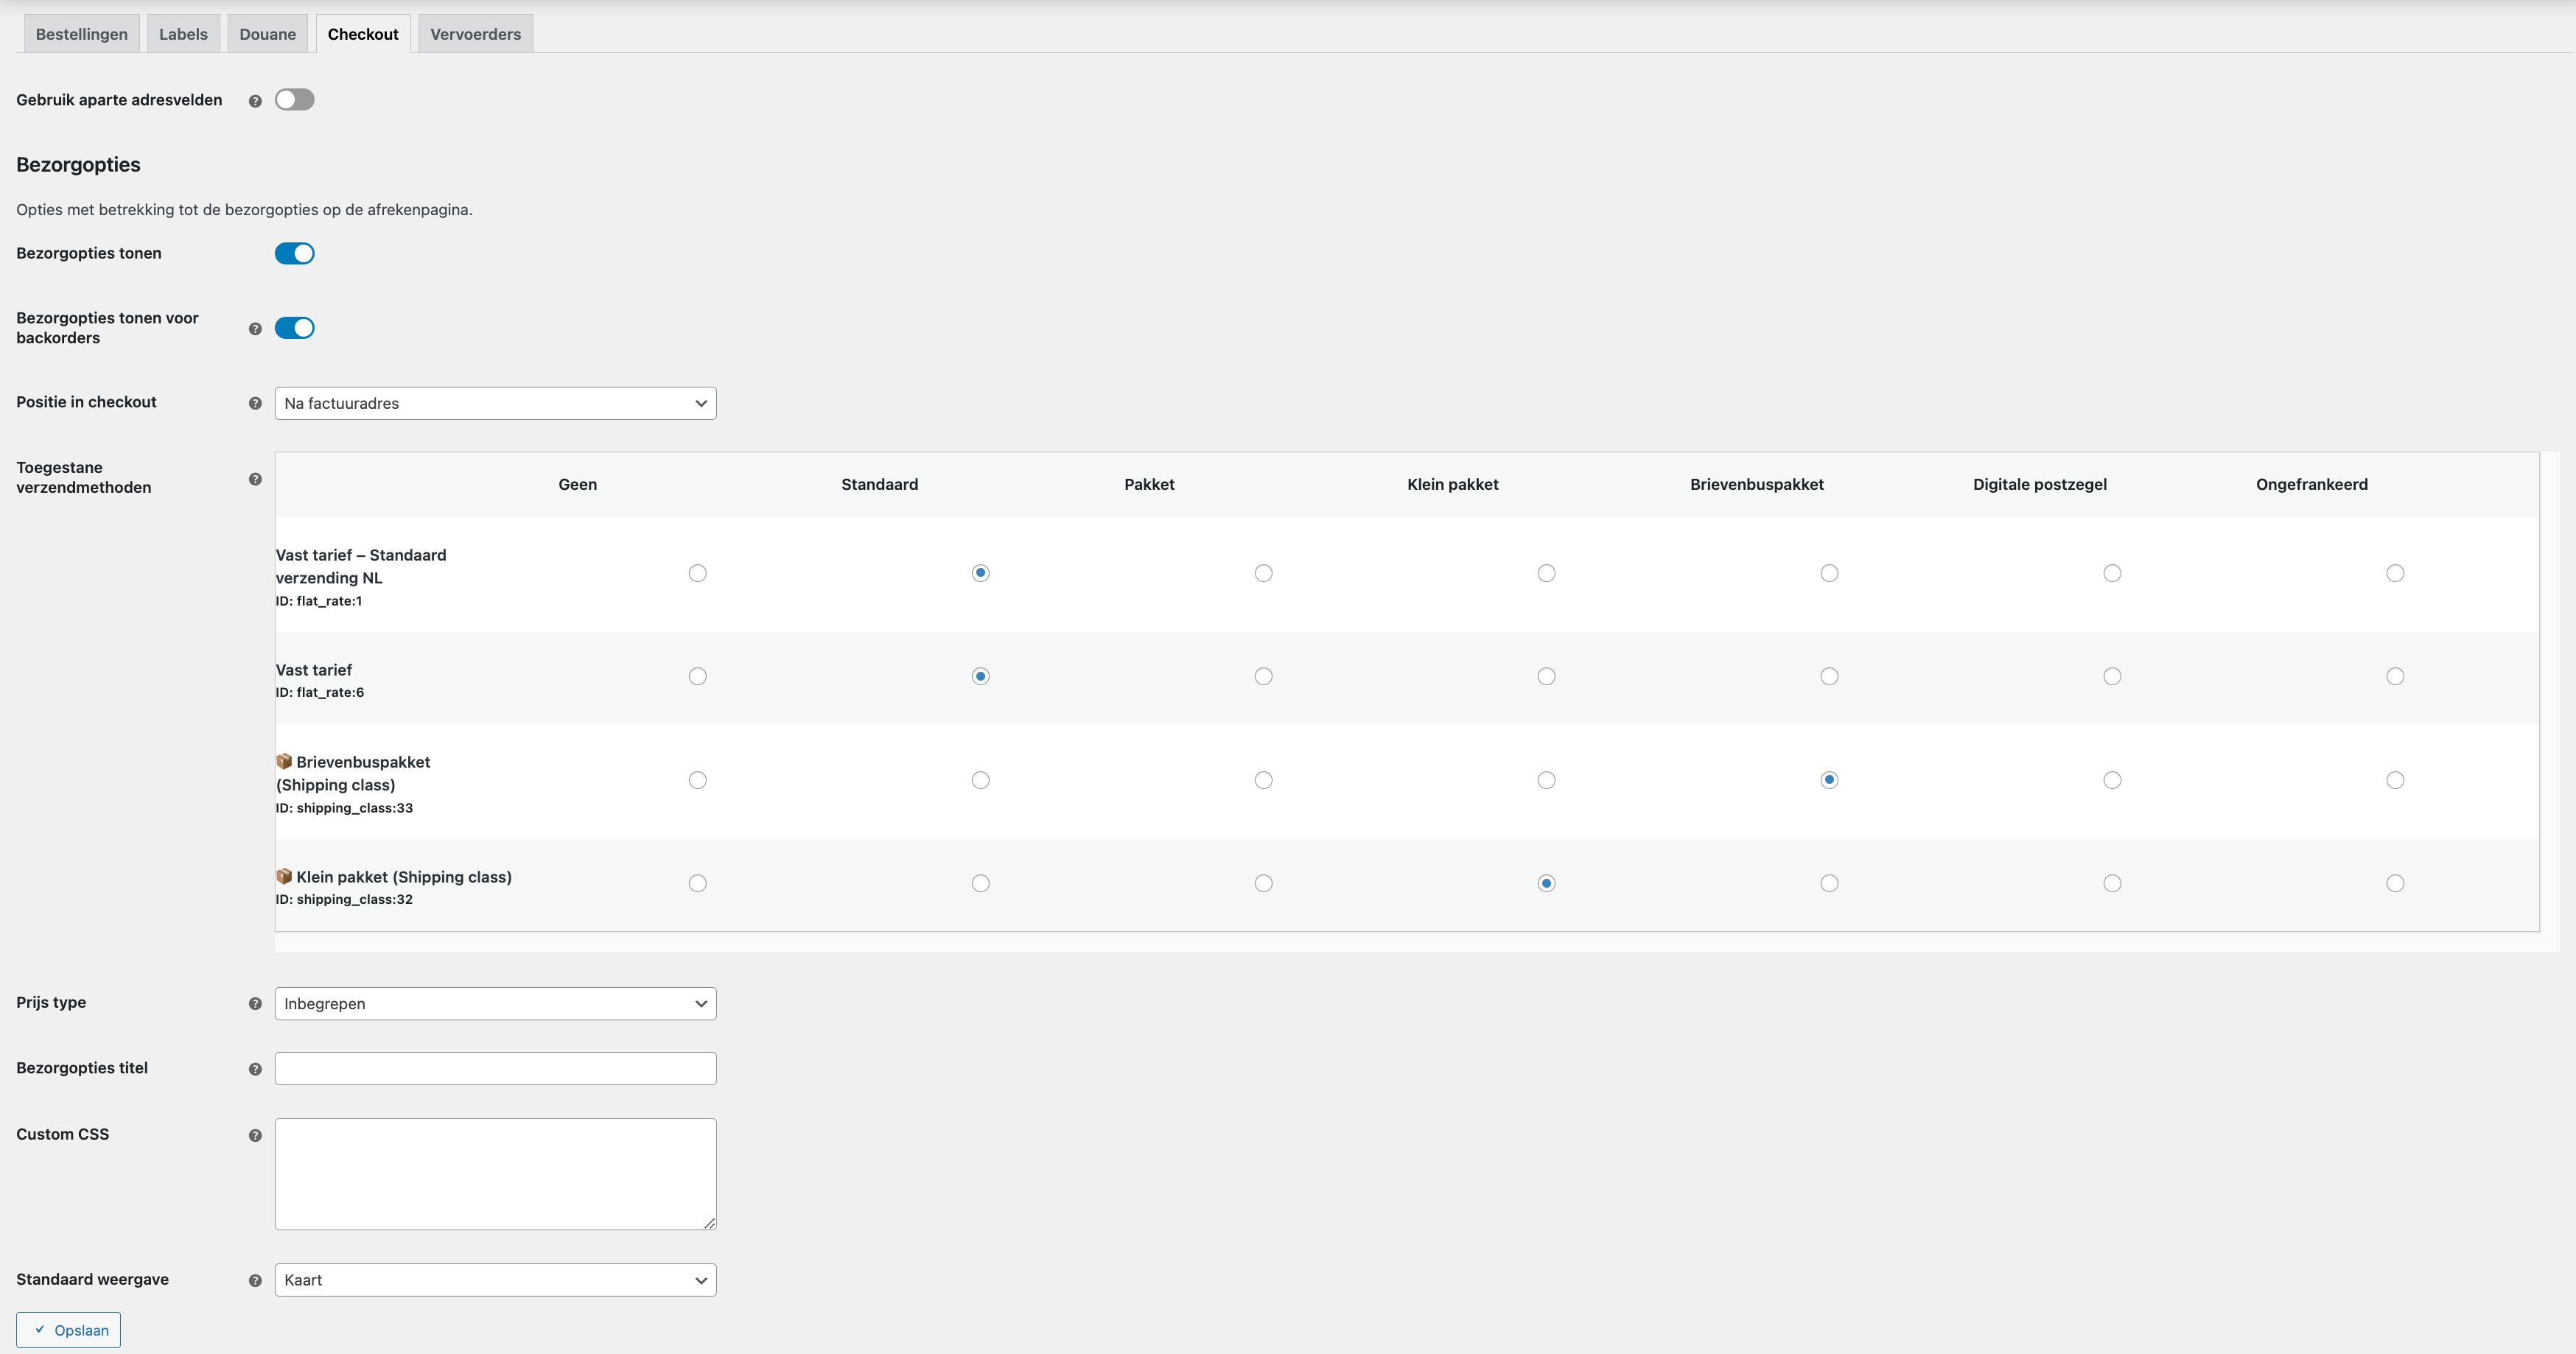 Bestellingen
Labels
Douane
Checkout
Vervoerders
Gebruik aparte adresvelden
Bezorgopties
Opties met betrekking tot de bezorgopties op de afrekenpagina.
Bezorgopties tonen
Bezorgopties tonen voor
backorders
Positie in checkout
Na factuuradres
Toegestane
verzendmethoden
Geen
Standaard
Pakket
Klein pakket
Brievenbuspakket
Digitale postzegel
Ongefrankeerd
Vast tarief – Standaard
verzending NL
ID: flat_rate:1
Vast tarief
ID: flat_rate:6
📦 Brievenbuspakket
(Shipping class)
ID: shipping_class:33
📦 Klein pakket (Shipping class)
ID: shipping_class:32
Prijs type
Inbegrepen
Bezorgopties titel
Custom CSS
Standaard weergave
Kaart
Opslaan